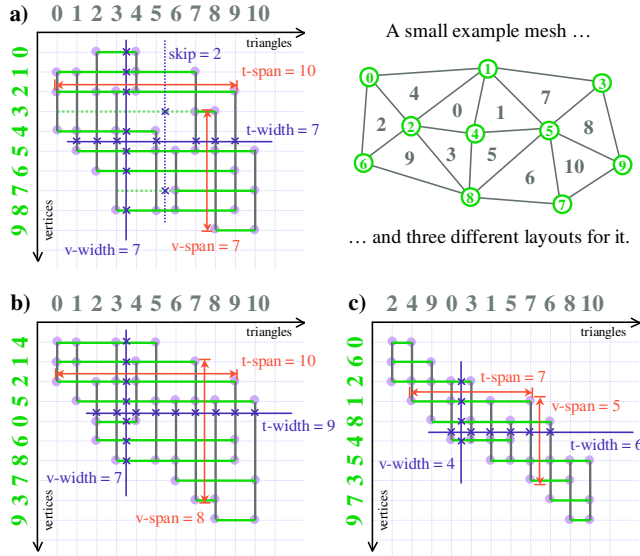 a)
0 1 2 3 4 5 6 7 8 9 10
triangles
skip = 2
t-span = 10
t-width = 7
v-width = 7
v-span = 7
9 8 7 6 5 4 3 2 1 0
vertices
A small example mesh …
0 1 3
4 7
2 0 1 8
2 4 5
6 9 3 5 10 9
6
8 7
… and three different layouts for it.
b)
0 1 2 3 4 5 6 7 8 9 10
triangles
t-span = 10
t-width = 9
v-width = 7
v-span = 8
9 3 7 8 6 0 5 2 1 4
vertices
c)
2 4 9 0 3 1 5 7 6 8 10
triangles
t-span = 7
v-span = 5
t-width = 6
v-width = 4
9 7 3 5 4 8 1 2 6 0
vertices